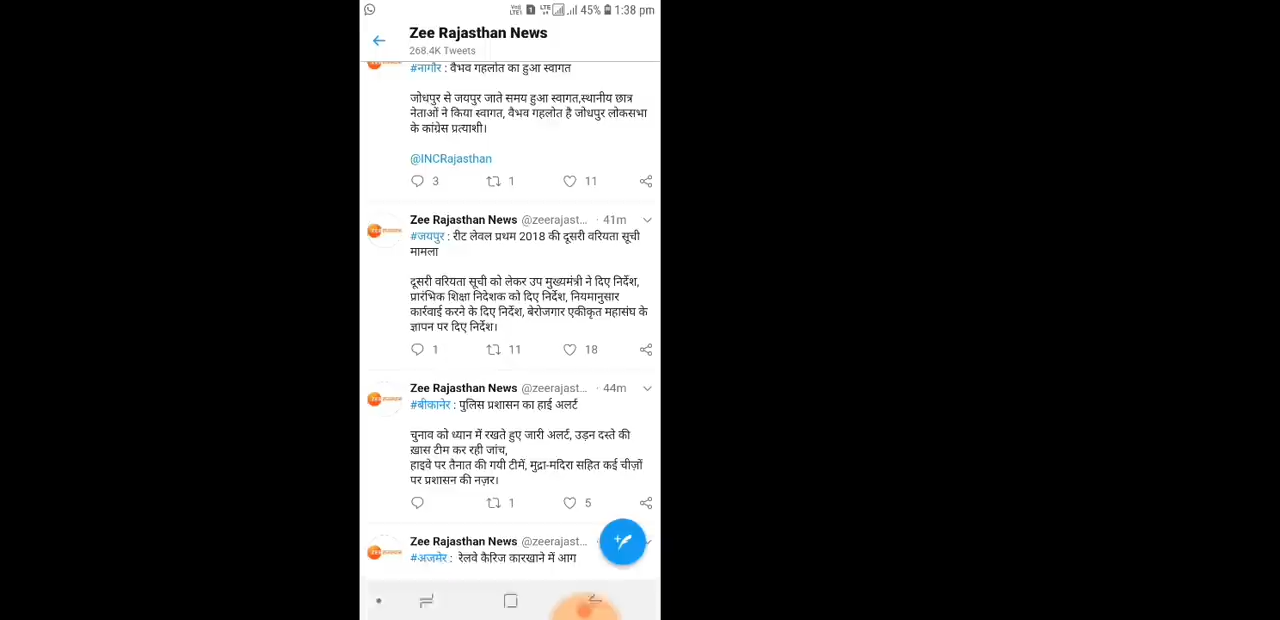 45% 1:38 pm
Zee Rajasthan News
268.4K Tweets
#नागौर : वैभव गहलोत का हुआ स्वागत
जोधपुर से जयपुर जाते समय हुआ स्वागत,स्थानीय छात्र
नेताओं ने किया स्वागत, वैभव गहलोत है जोधपुर लोकसभा
के कांग्रेस प्रत्याशी।
@INCRajasthan
3 1 11
Zee Rajasthan News @zeerajast... · 41m
#जयपुर : रीट लेवल प्रथम 2018 की दूसरी वरियता सूची
मामला
दूसरी वरियता सूची को लेकर उप मुख्यमंत्री ने दिए निर्देश,
प्रारंभिक शिक्षा निदेशक को दिए निर्देश, नियमानुसार
कार्रवाई करने के दिए निर्देश, बेरोजगार एकीकृत महासंघ के
ज्ञापन पर दिए निर्देश।
1 11 18
Zee Rajasthan News @zeerajast... · 44m
#बीकानेर : पुलिस प्रशासन का हाई अलर्ट
चुनाव को ध्यान में रखते हुए जारी अलर्ट, उड़न दस्ते की
ख़ास टीम कर रही जांच,
हाइवे पर तैनात की गयी टीमें, मुद्रा-मदिरा सहित कई चीज़ों
पर प्रशासन की नज़र।
1 5
Zee Rajasthan News @zeerajast... ·
#अजमेर : रेलवे कैरिज कारखाने में आग